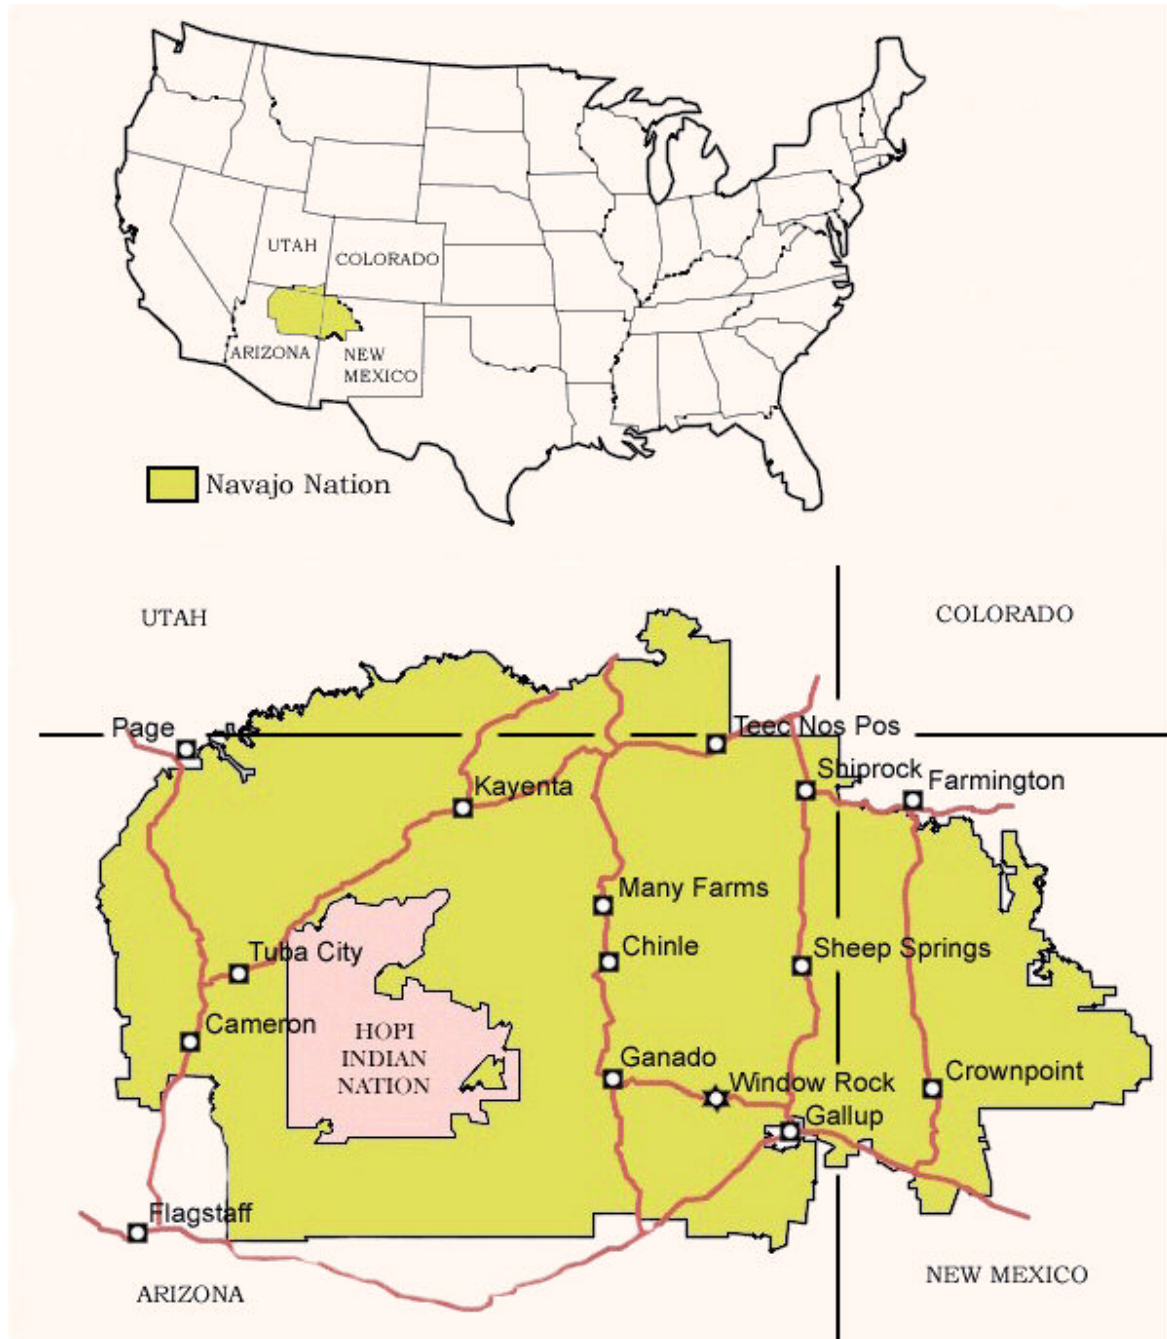 UTAH
COLORADO
ARIZONA
NEW
MEXICO
Navajo Nation
UTAH
COLORADO
Page
Teec Nos Pos
Shiprock
Farmington
Kayenta
Many Farms
Tuba City
Chinle
Sheep Springs
Cameron
HOPI
INDIAN
NATION
Ganado
Window Rock
Crownpoint
Gallup
Flagstaff
ARIZONA
NEW MEXICO